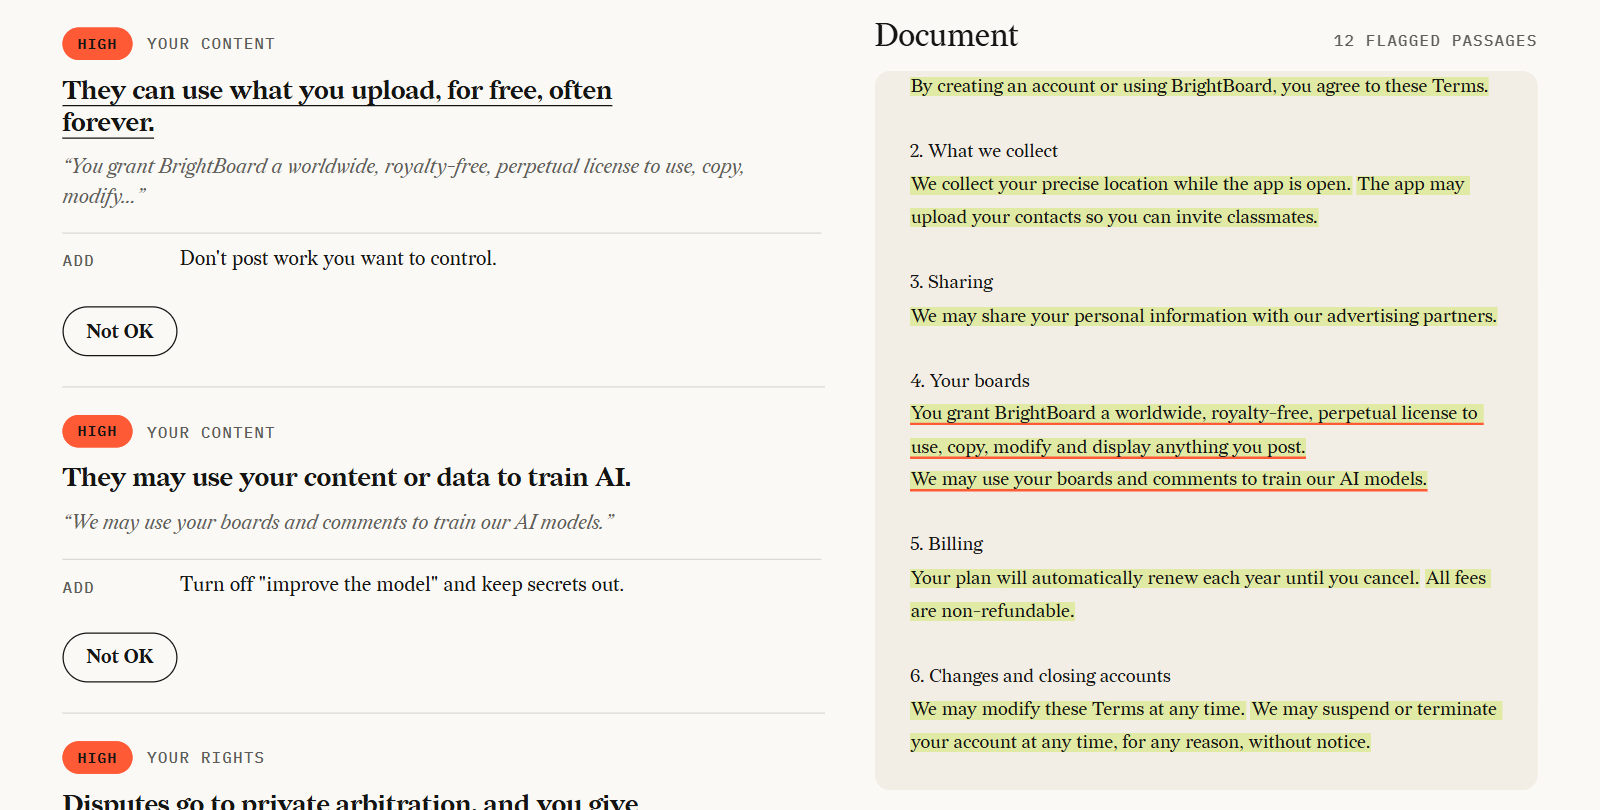 HIGH YOUR CONTENT
They can use what you upload, for free, often
forever.
“You grant BrightBoard a worldwide, royalty-free, perpetual license to use, copy,
modify...”
ADD Don't post work you want to control.
Not OK
HIGH YOUR CONTENT
They may use your content or data to train AI.
“We may use your boards and comments to train our AI models.”
ADD Turn off "improve the model" and keep secrets out.
Not OK
HIGH YOUR RIGHTS
Disputes go to private arbitration, and you give
Document
12 FLAGGED PASSAGES
By creating an account or using BrightBoard, you agree to these Terms.
2. What we collect
We collect your precise location while the app is open. The app may
upload your contacts so you can invite classmates.
3. Sharing
We may share your personal information with our advertising partners.
4. Your boards
You grant BrightBoard a worldwide, royalty-free, perpetual license to
use, copy, modify and display anything you post.
We may use your boards and comments to train our AI models.
5. Billing
Your plan will automatically renew each year until you cancel. All fees
are non-refundable.
6. Changes and closing accounts
We may modify these Terms at any time. We may suspend or terminate
your account at any time, for any reason, without notice.